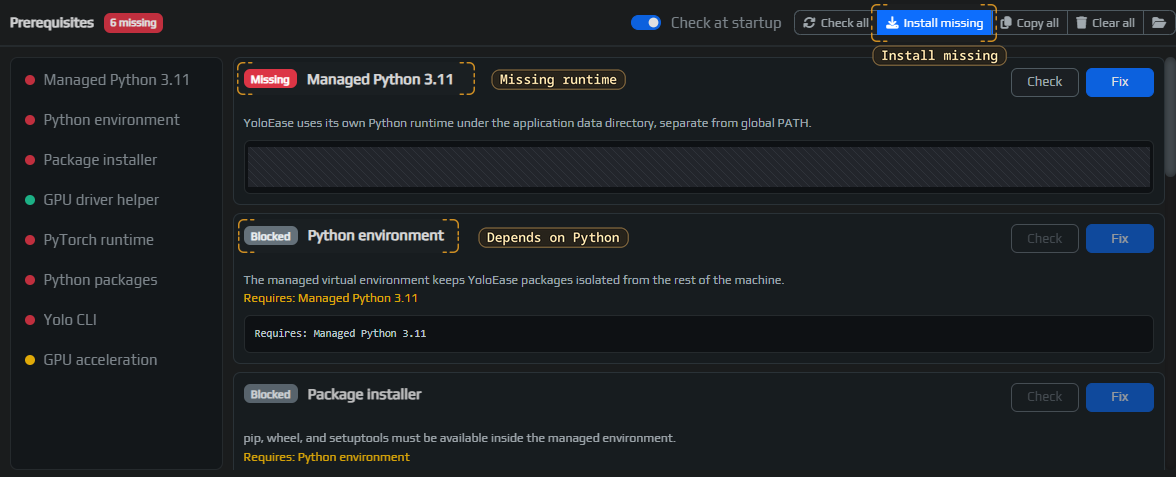 Prerequisites 6 missing Check at startup Check all Install missing Copy all Clear all
Install missing
Managed Python 3.11
Python environment
Package installer
GPU driver helper
PyTorch runtime
Python packages
Yolo CLI
GPU acceleration
Missing Managed Python 3.11 Missing runtime Check Fix
YoloEase uses its own Python runtime under the application data directory, separate from global PATH.
Blocked Python environment Depends on Python Check Fix
The managed virtual environment keeps YoloEase packages isolated from the rest of the machine.
Requires: Managed Python 3.11
Requires: Managed Python 3.11
Blocked Package installer Check Fix
pip, wheel, and setuptools must be available inside the managed environment.
Requires: Python environment